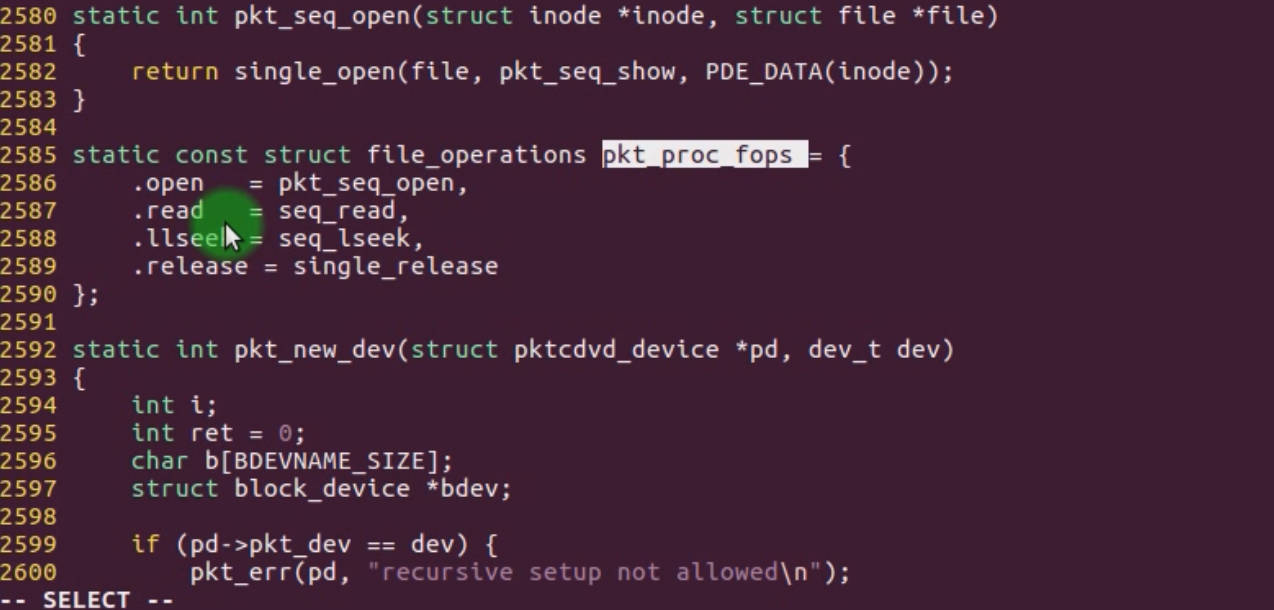 2580 static int pkt_seq_open(struct inode *inode, struct file *file)
2581 {
2582     return single_open(file, pkt_seq_show, PDE_DATA(inode));
2583 }
2584
2585 static const struct file_operations pkt_proc_fops = {
2586     .open   = pkt_seq_open,
2587     .read   = seq_read,
2588     .llseek = seq_lseek,
2589     .release = single_release
2590 };
2591
2592 static int pkt_new_dev(struct pktcdvd_device *pd, dev_t dev)
2593 {
2594     int i;
2595     int ret = 0;
2596     char b[BDEVNAME_SIZE];
2597     struct block_device *bdev;
2598
2599     if (pd->pkt_dev == dev) {
2600         pkt_err(pd, "recursive setup not allowed\n");
-- SELECT --